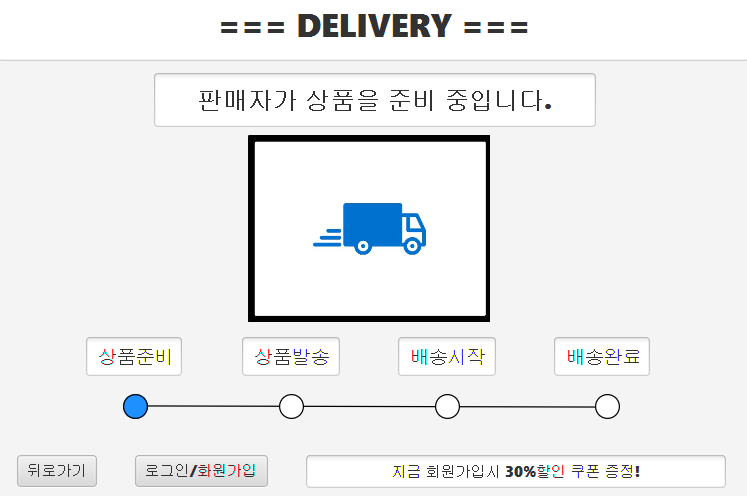 === DELIVERY ===
판매자가 상품을 준비 중입니다.
상품준비 상품발송 배송시작 배송완료
뒤로가기 로그인/화원가입 지금 회원가입시 30%할인 쿠폰 증정!